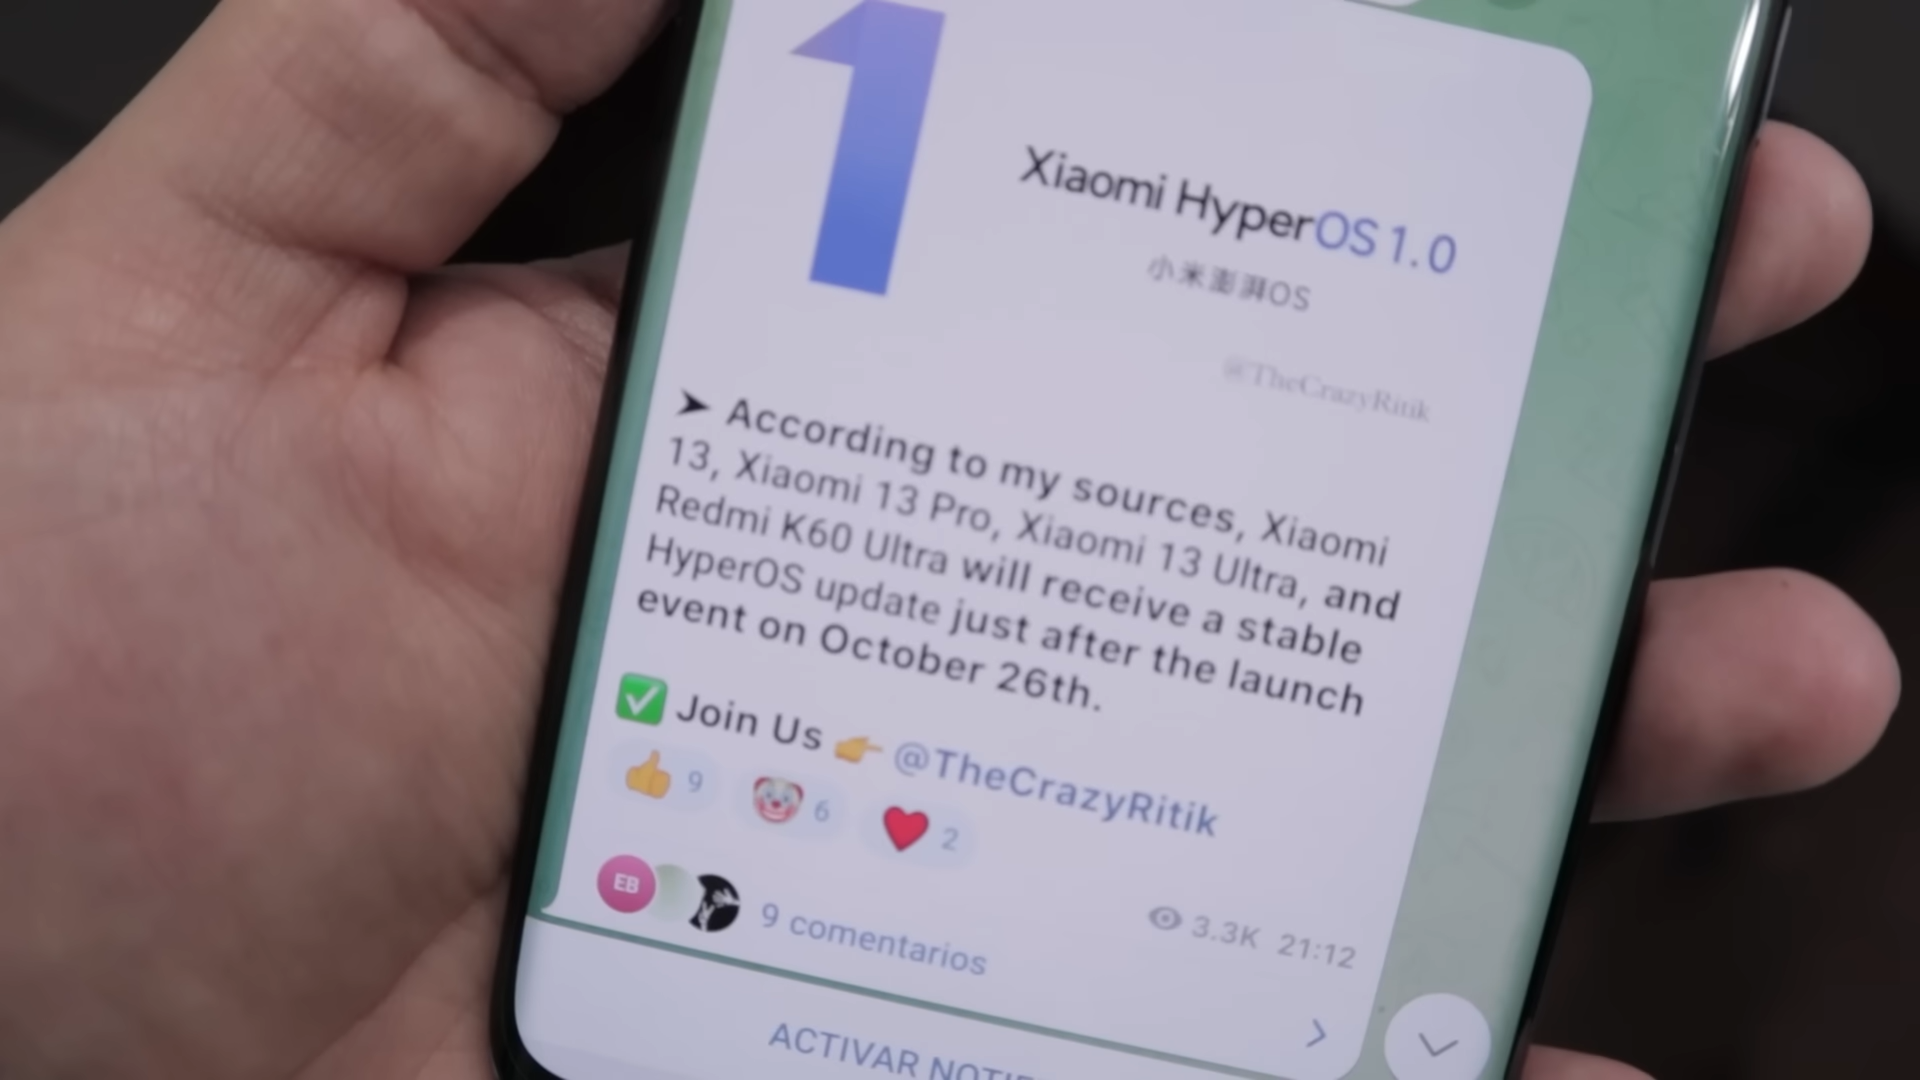 1
Xiaomi HyperOS 1.0
小米澎湃OS
@TheCrazyRitik
➤ According to my sources, Xiaomi
13, Xiaomi 13 Pro, Xiaomi 13 Ultra, and
Redmi K60 Ultra will receive a stable
HyperOS update just after the launch
event on October 26th.
✅ Join Us 👉 @TheCrazyRitik
👍 9 🤡 6 ❤️ 2
EB 9 comentarios
3.3K 21:12
ACTIVAR